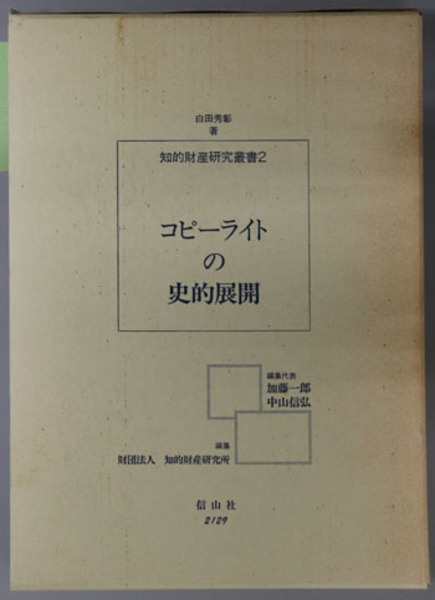 白田秀彰
著
知的財産研究叢書2
コピーライト
の
史的展開
編集代表
加藤一郎
中山信弘
編集
財団法人 知的財産研究所
信山社
2129